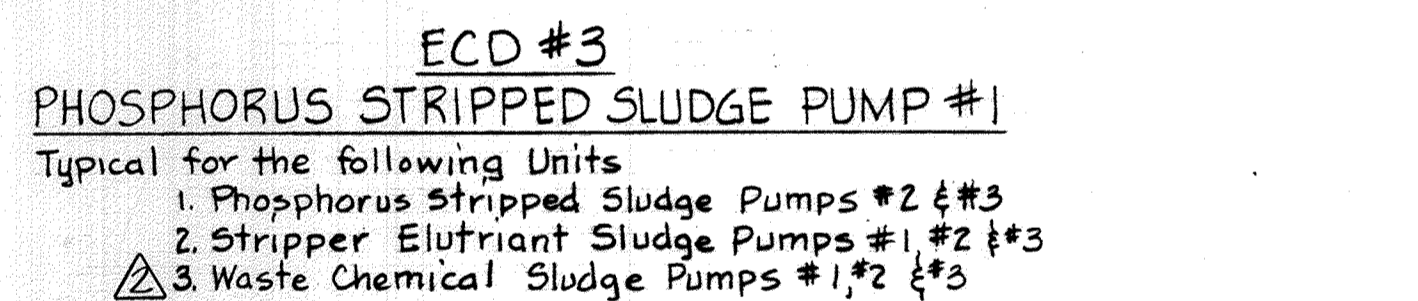 ECD #3
PHOSPHORUS STRIPPED SLUDGE PUMP #1
Typical for the following Units
1. Phosphorus Stripped Sludge Pumps #2 & #3
2. Stripper Elutriant Sludge Pumps #1, #2 & #3
2 3. Waste Chemical Sludge Pumps #1, #2 & #3